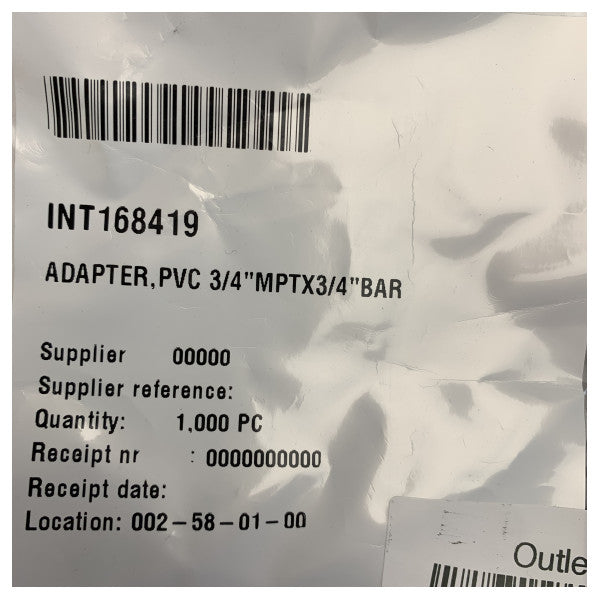 INT168419
ADAPTER,PVC 3/4"MPTX3/4"BAR
Supplier 00000
Supplier reference:
Quantity: 1,000 PC
Receipt nr : 0000000000
Receipt date:
Location: 002-58-01-00
Outle